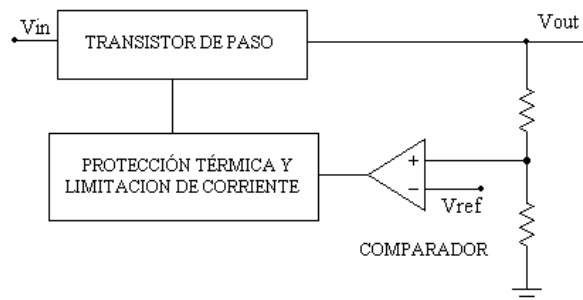 Vin
Vout
TRANSISTOR DE PASO
PROTECCIÓN TÉRMICA Y
LIMITACION DE CORRIENTE
+
−
Vref
COMPARADOR